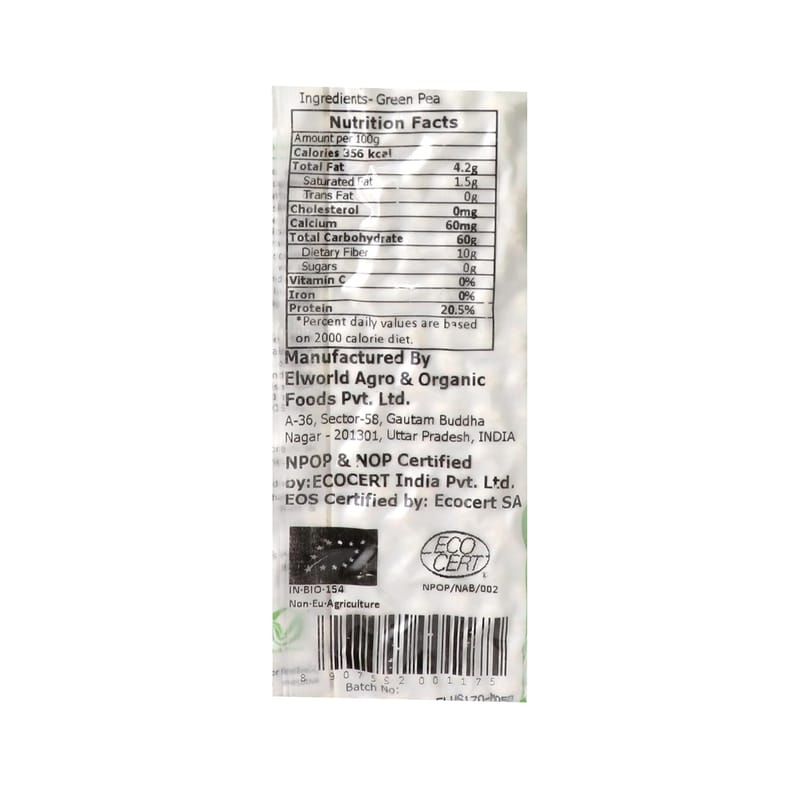 Ingredients- Green Pea
Nutrition Facts
Amount per 100g
Calories 356 kcal
Total Fat 4.2g
Saturated Fat 1.5g
Trans Fat 0g
Cholesterol 0mg
Calcium 60mg
Total Carbohydrate 60g
Dietary Fiber 10g
Sugars 0g
Vitamin C 0%
Iron 0%
Protein 20.5%
*Percent daily values are based
on 2000 calorie diet.
Manufactured By
Elworld Agro & Organic
Foods Pvt. Ltd.
A-36, Sector-58, Gautam Buddha
Nagar - 201301, Uttar Pradesh, INDIA
NPOP & NOP Certified
by:ECOCERT India Pvt. Ltd.
EOS Certified by: Ecocert SA
ECO
CERT
IN-BIO-154
NPOP/NAB/002
Non-Eu-Agriculture
8 907592 001175
Batch No: